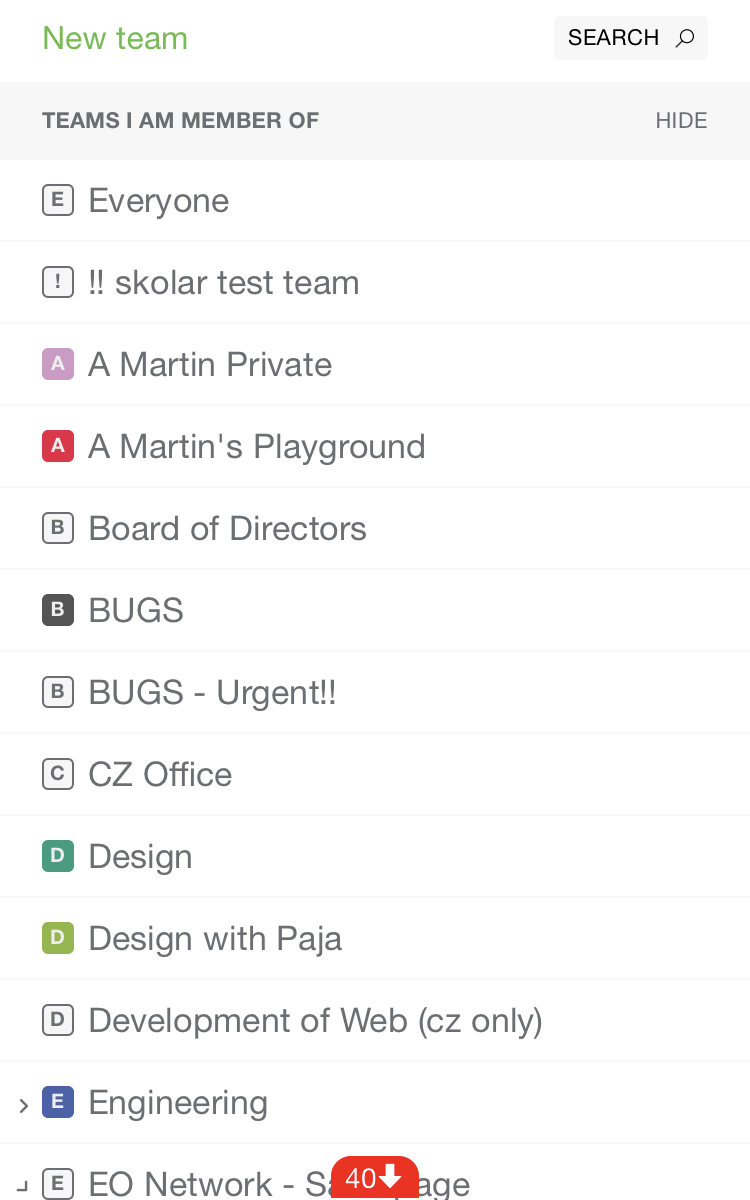 New team
SEARCH
TEAMS I AM MEMBER OF
HIDE
E Everyone
! !! skolar test team
A A Martin Private
A A Martin's Playground
B Board of Directors
B BUGS
B BUGS - Urgent!!
C CZ Office
D Design
D Design with Paja
D Development of Web (cz only)
E Engineering
E EO Network -
40